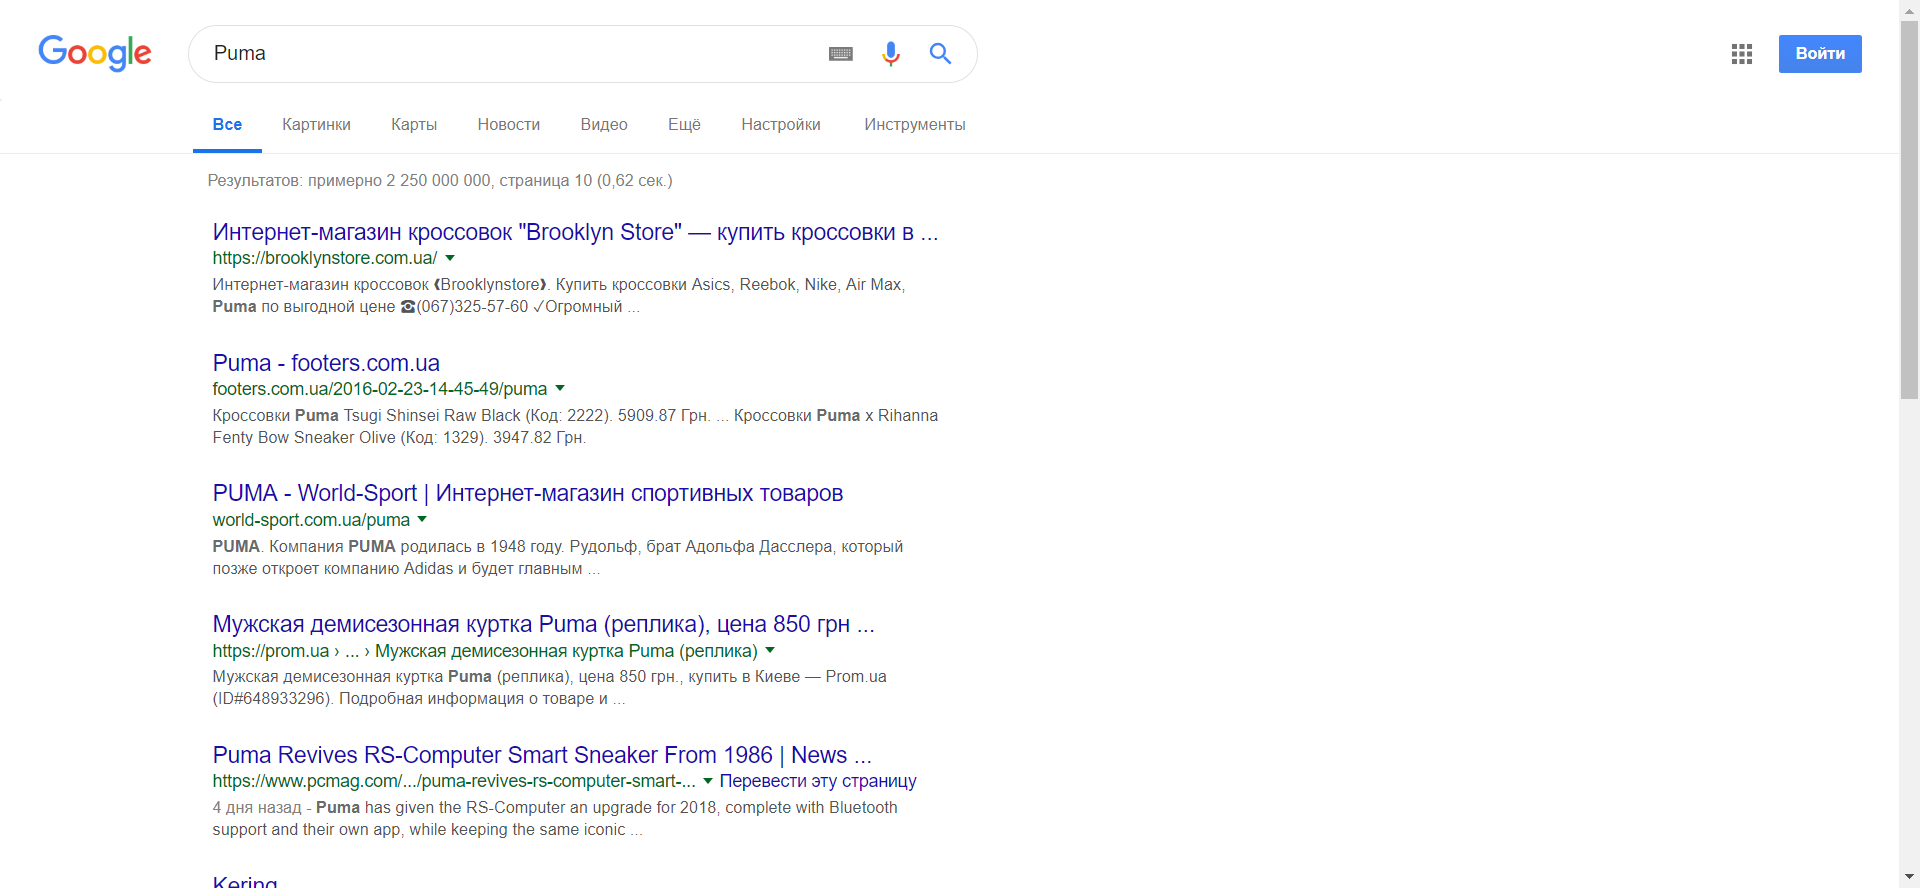 Google
Puma
Войти
Все Картинки Карты Новости Видео Ещё Настройки Инструменты
Результатов: примерно 2 250 000 000, страница 10 (0,62 сек.)
Интернет-магазин кроссовок "Brooklyn Store" — купить кроссовки в ...
https://brooklynstore.com.ua/
Интернет-магазин кроссовок ❰Brooklynstore❱. Купить кроссовки Asics, Reebok, Nike, Air Max,
Puma по выгодной цене ☎(067)325-57-60 ✓Огромный ...
Puma - footers.com.ua
footers.com.ua/2016-02-23-14-45-49/puma
Кроссовки Puma Tsugi Shinsei Raw Black (Код: 2222). 5909.87 Грн. ... Кроссовки Puma x Rihanna
Fenty Bow Sneaker Olive (Код: 1329). 3947.82 Грн.
PUMA - World-Sport | Интернет-магазин спортивных товаров
world-sport.com.ua/puma
PUMA. Компания PUMA родилась в 1948 году. Рудольф, брат Адольфа Дасслера, который
позже откроет компанию Adidas и будет главным ...
Мужская демисезонная куртка Puma (реплика), цена 850 грн ...
https://prom.ua › ... › Мужская демисезонная куртка Puma (реплика)
Мужская демисезонная куртка Puma (реплика), цена 850 грн., купить в Киеве — Prom.ua
(ID#648933296). Подробная информация о товаре и ...
Puma Revives RS-Computer Smart Sneaker From 1986 | News ...
https://www.pcmag.com/.../puma-revives-rs-computer-smart-... Перевести эту страницу
4 дня назад - Puma has given the RS-Computer an upgrade for 2018, complete with Bluetooth
support and their own app, while keeping the same iconic ...
Kering